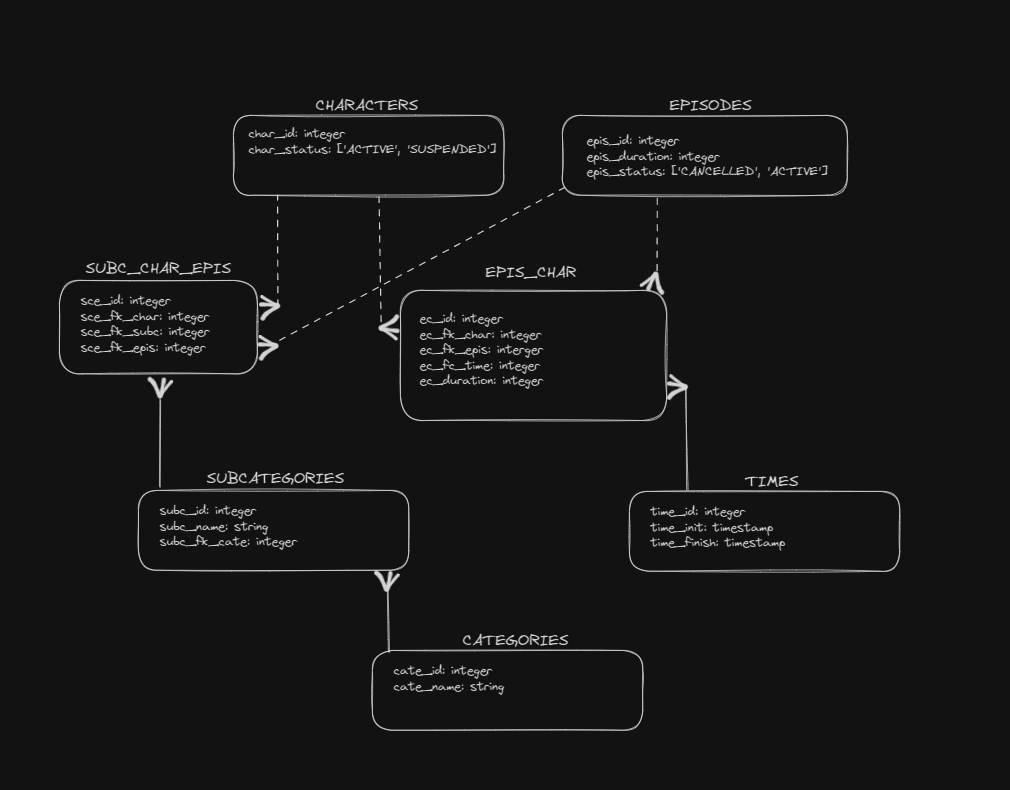 CHARACTERS
char_id: integer
char_status: ['ACTIVE', 'SUSPENDED']
EPISODES
epis_id: integer
epis_duration: integer
epis_status: ['CANCELLED', 'ACTIVE']
SUBC_CHAR_EPIS
sce_id: integer
sce_fk_char: integer
sce_fk_subc: integer
sce_fk_epis: integer
EPIS_CHAR
ec_id: integer
ec_fk_char: integer
ec_fk_epis: interger
ec_fc_time: integer
ec_duration: integer
SUBCATEGORIES
subc_id: integer
subc_name: string
subc_fk_cate: integer
TIMES
time_id: integer
time_init: timestamp
time_finish: timestamp
CATEGORIES
cate_id: integer
cate_name: string